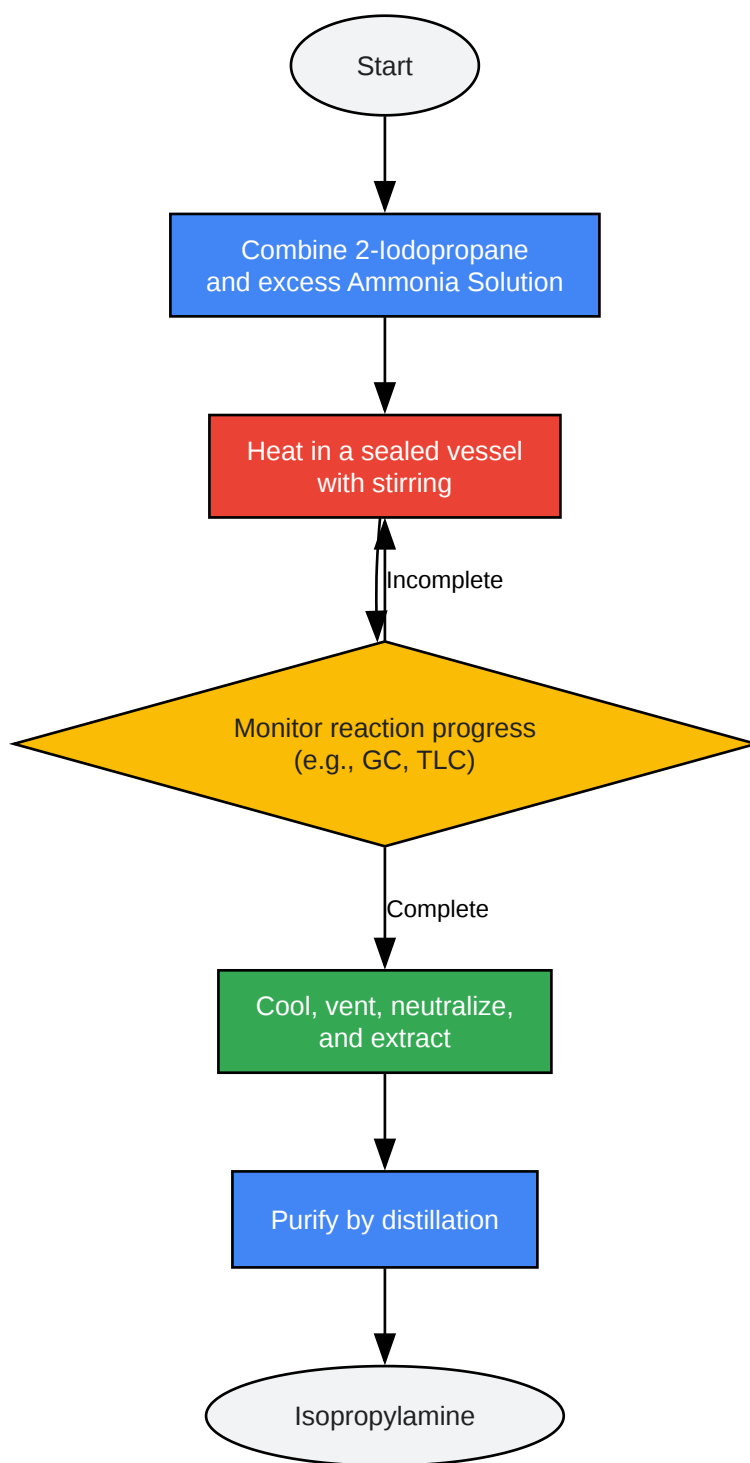 Start
Combine 2-Iodopropane
and excess Ammonia Solution
Heat in a sealed vessel
with stirring
Incomplete
Monitor reaction progress
(e.g., GC, TLC)
Complete
Cool, vent, neutralize,
and extract
Purify by distillation
Isopropylamine